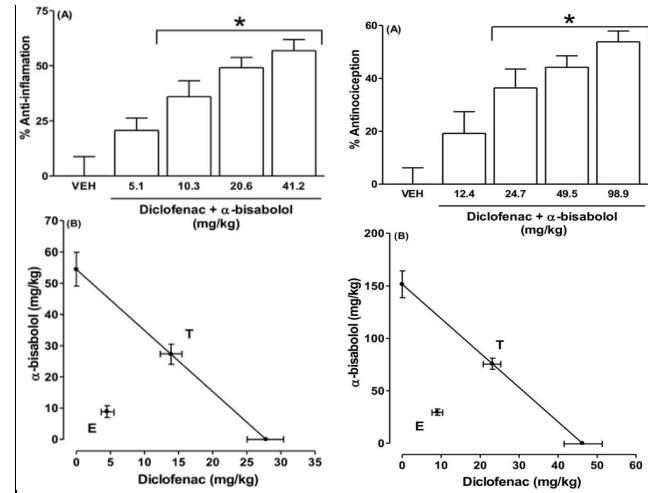 (A)
% Anti-inflamation
75
50
25
0
*
VEH 5.1 10.3 20.6 41.2
Diclofenac + α-bisabolol
(mg/kg)
(A)
% Antinociception
60
40
20
0
*
VEH 12.4 24.7 49.5 98.9
Diclofenac + α-bisabolol
(mg/kg)
(B)
α-bisabolol (mg/kg)
60
50
40
30
20
10
0
T
E
0 5 10 15 20 25 30 35
Diclofenac (mg/kg)
(B)
α-bisabolol (mg/kg)
200
150
100
50
0
T
E
0 10 20 30 40 50 60
Diclofenac (mg/kg)